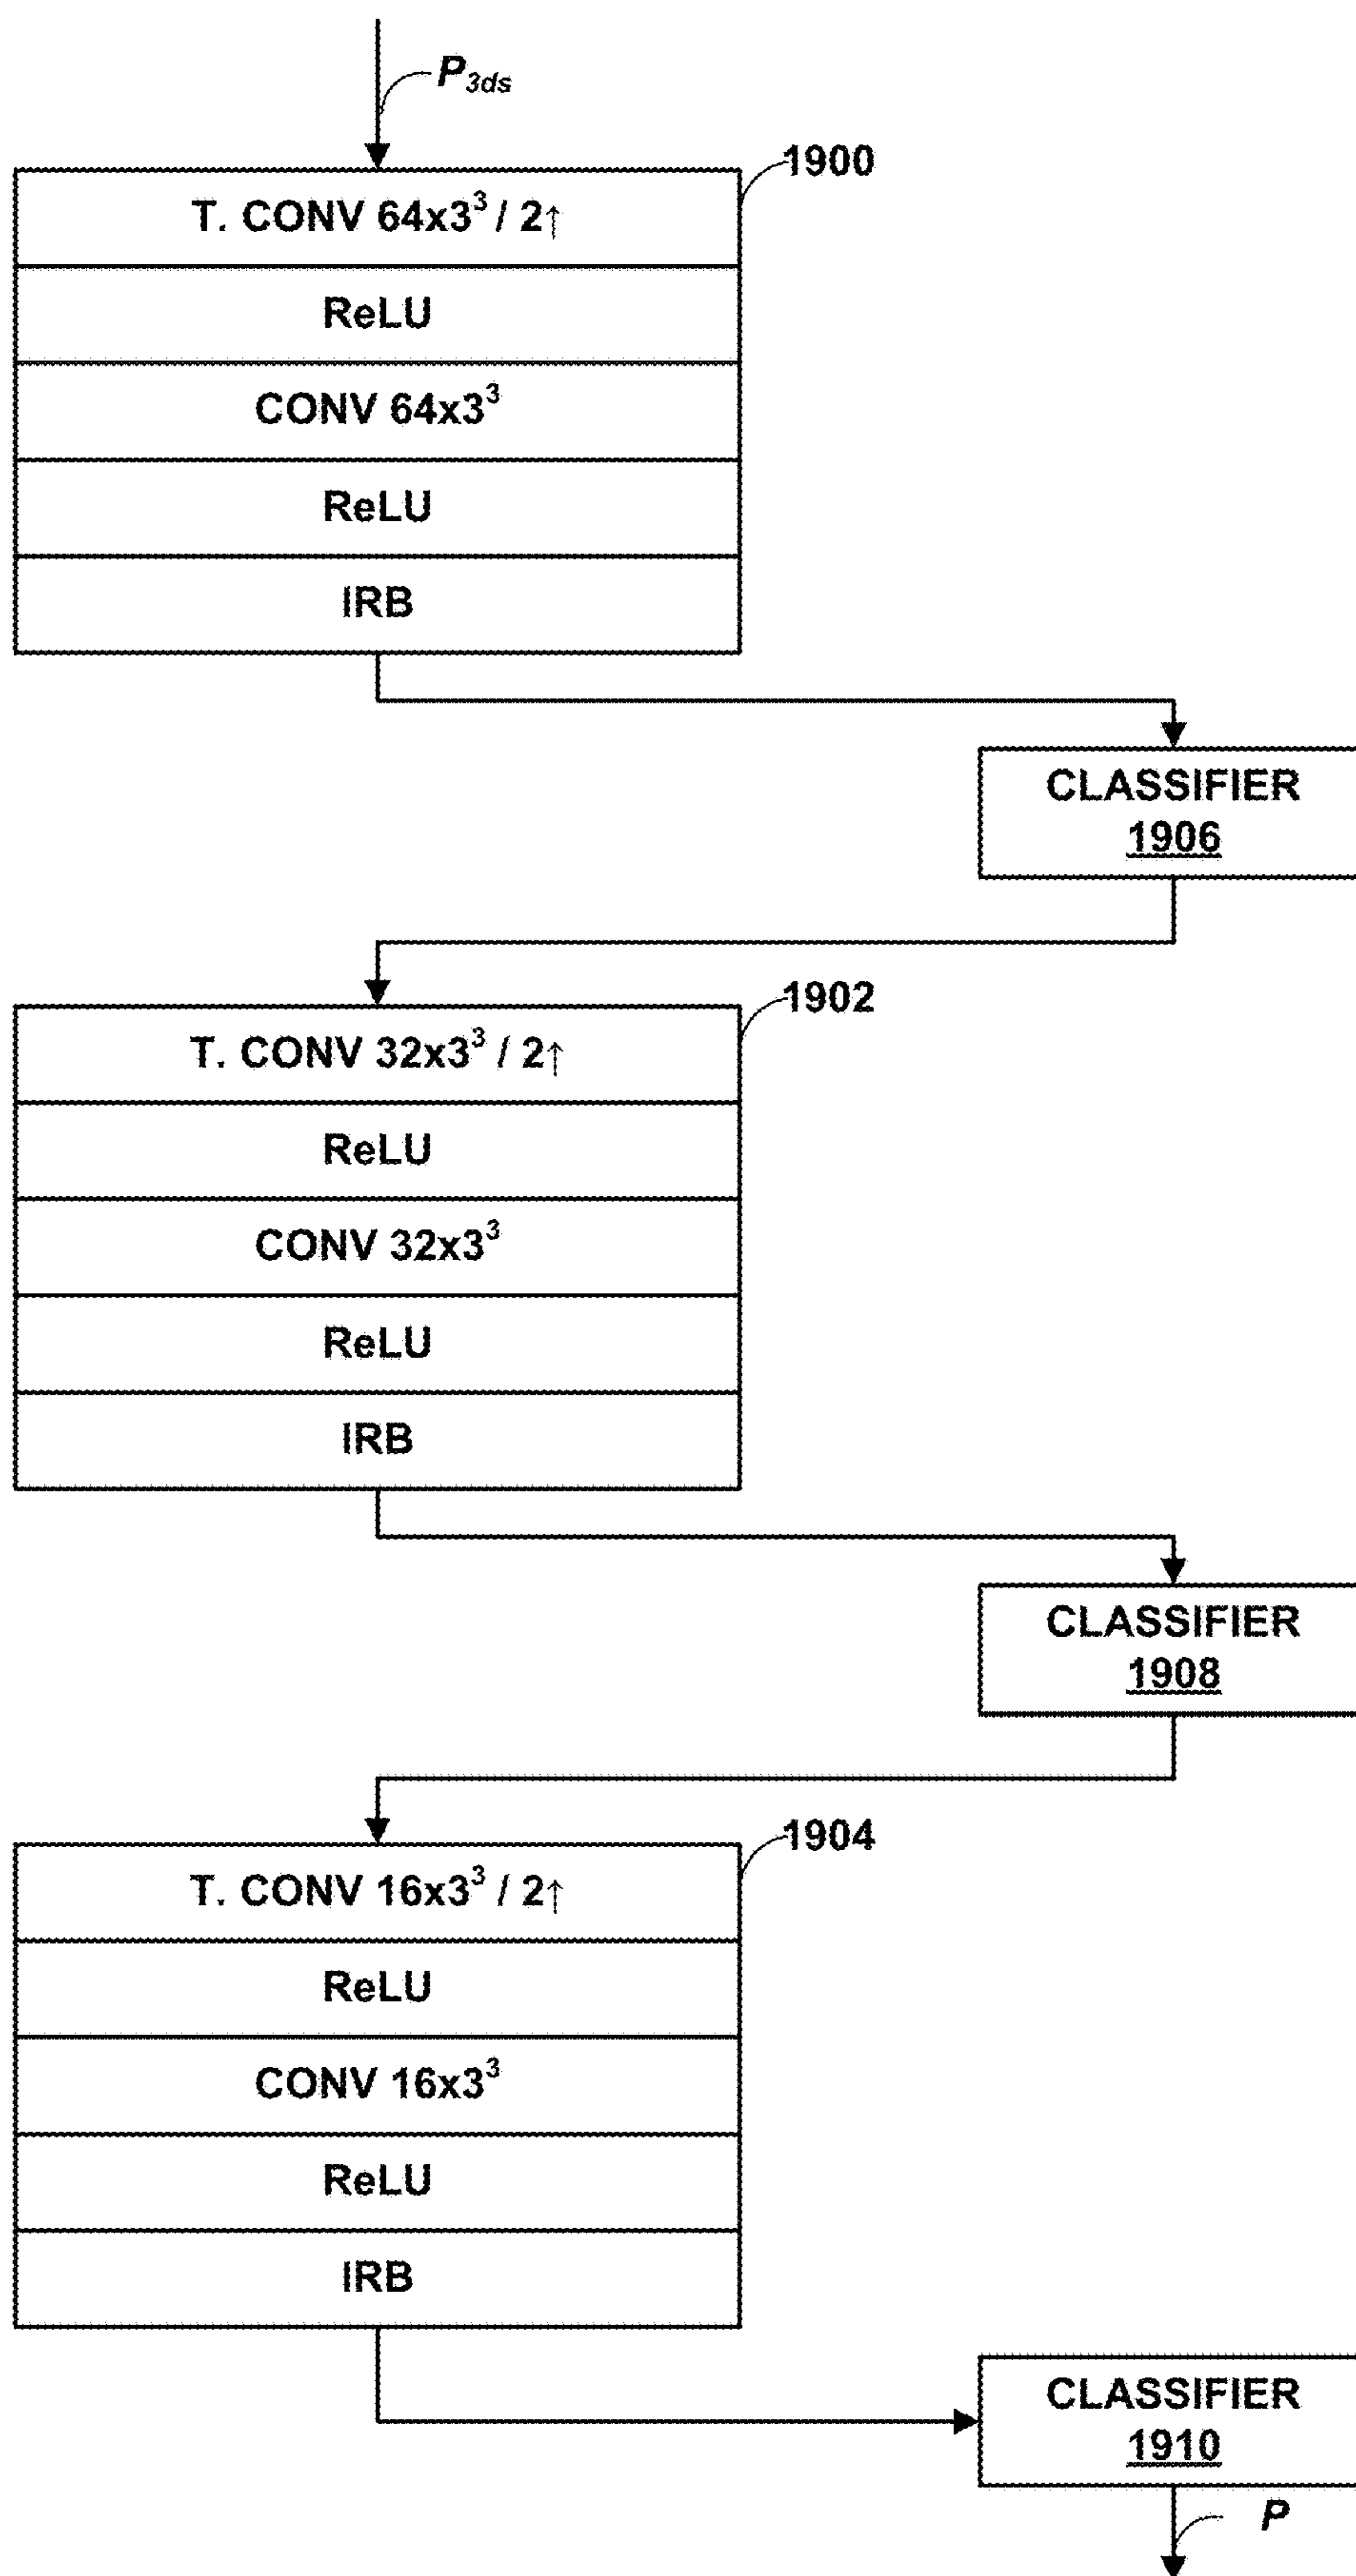 P3ds
1900
T. CONV 64x3³ / 2↑
ReLU
CONV 64x3³
ReLU
IRB
CLASSIFIER
1906
1902
T. CONV 32x3³ / 2↑
ReLU
CONV 32x3³
ReLU
IRB
CLASSIFIER
1908
1904
T. CONV 16x3³ / 2↑
ReLU
CONV 16x3³
ReLU
IRB
CLASSIFIER
1910
P